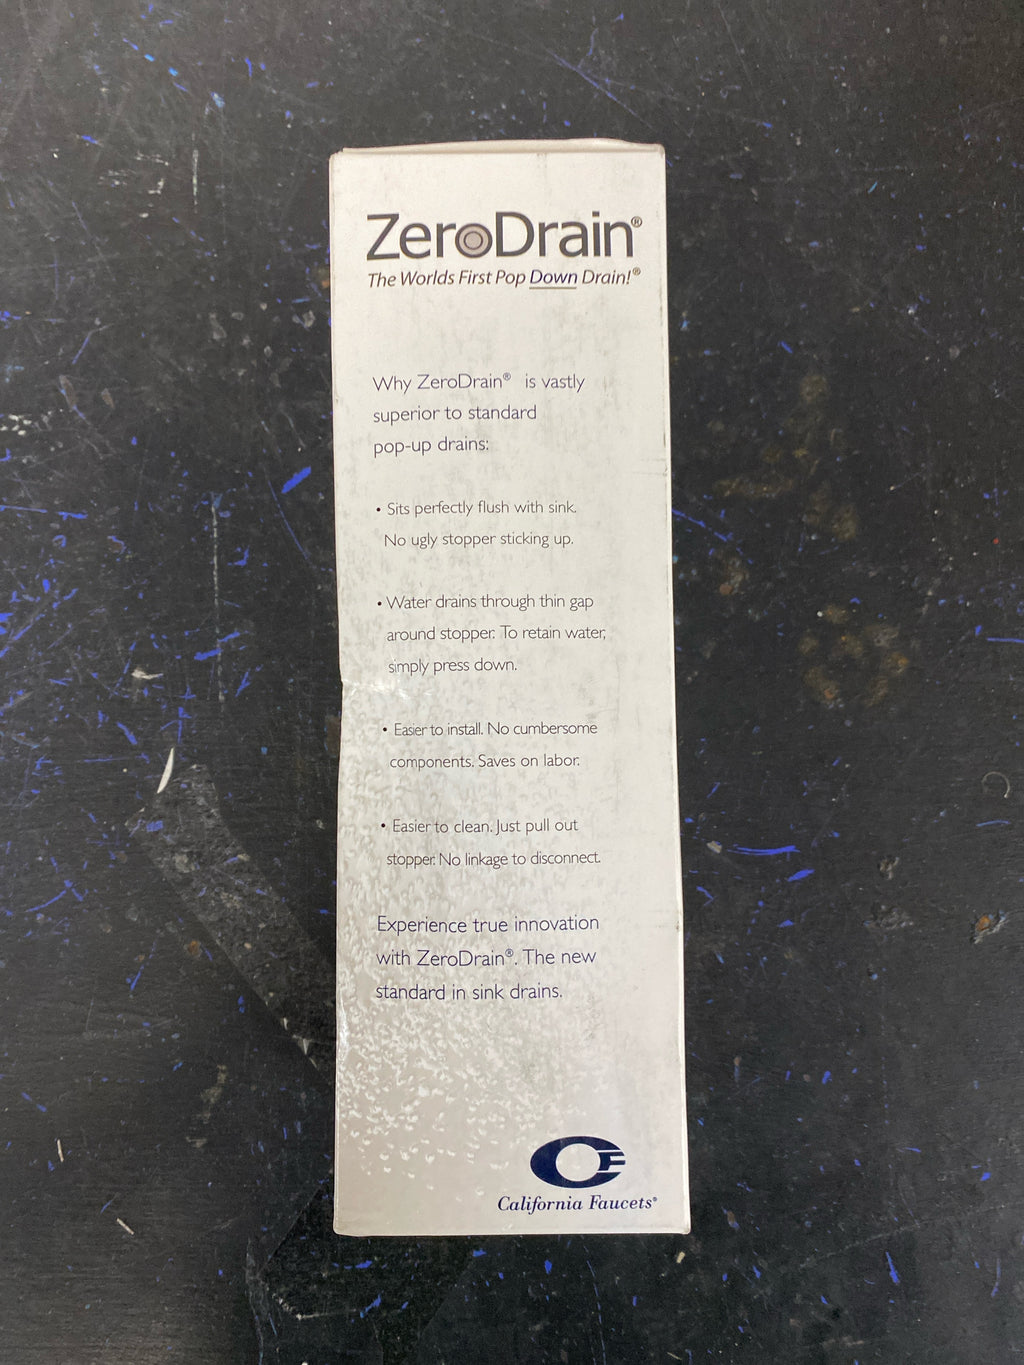 ZeroDrain®
The Worlds First Pop Down Drain!®
Why ZeroDrain® is vastly
superior to standard
pop-up drains:
• Sits perfectly flush with sink.
No ugly stopper sticking up.
• Water drains through thin gap
around stopper. To retain water,
simply press down.
• Easier to install. No cumbersome
components. Saves on labor.
• Easier to clean. Just pull out
stopper. No linkage to disconnect.
Experience true innovation
with ZeroDrain®. The new
standard in sink drains.
California Faucets®